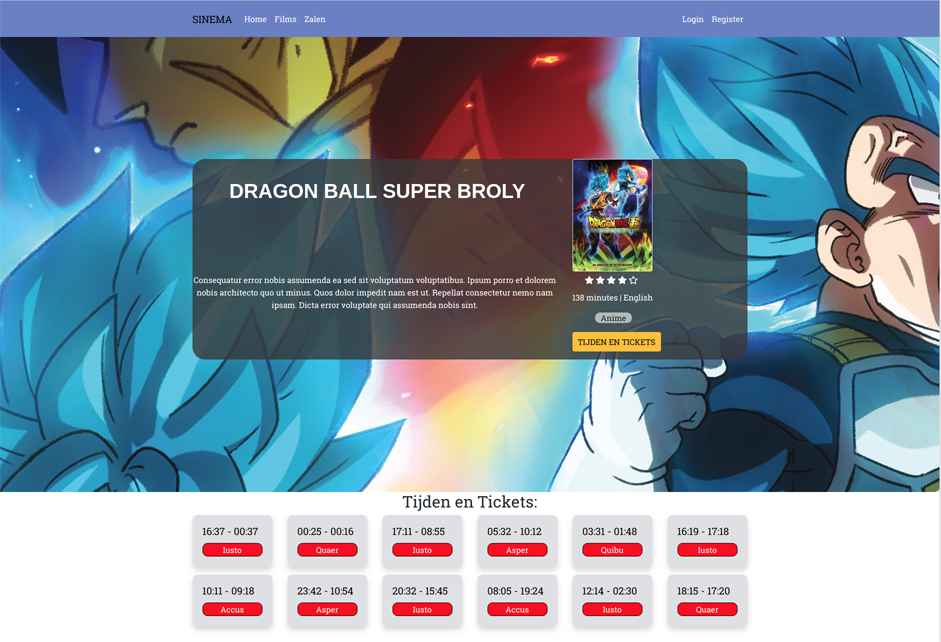 SINEMA Home Films Zalen Login Register
DRAGON BALL SUPER BROLY
Consequatur error nobis assumenda ea sed sit voluptatum voluptatibus. Ipsum porro et dolorem
nobis architecto quo ut minus. Quos dolor impedit nam est ut. Repellat consectetur nemo nam
ipsam. Dicta error voluptate qui assumenda nobis sint.
DRAGONBALL
138 minutes | English
Anime
TIJDEN EN TICKETS
Tijden en Tickets:
16:37 - 00:37 00:25 - 00:16 17:11 - 08:55 05:32 - 10:12 03:31 - 01:48 16:19 - 17:18
Iusto Quaer Iusto Asper Quibu Iusto
10:11 - 09:18 23:42 - 10:54 20:32 - 15:45 08:05 - 19:24 12:14 - 02:30 18:15 - 17:20
Accus Asper Iusto Accus Iusto Quaer